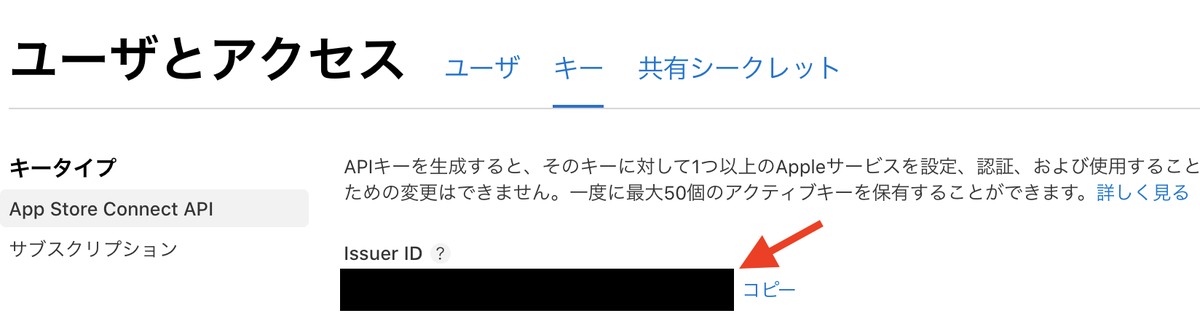 ユーザとアクセス ユーザ キー 共有シークレット
キータイプ
App Store Connect API
サブスクリプション
APIキーを生成すると、そのキーに対して1つ以上のAppleサービスを設定、認証、および使用すること
ための変更はできません。一度に最大50個のアクティブキーを保有することができます。詳しく見る
Issuer ID ?
コピー